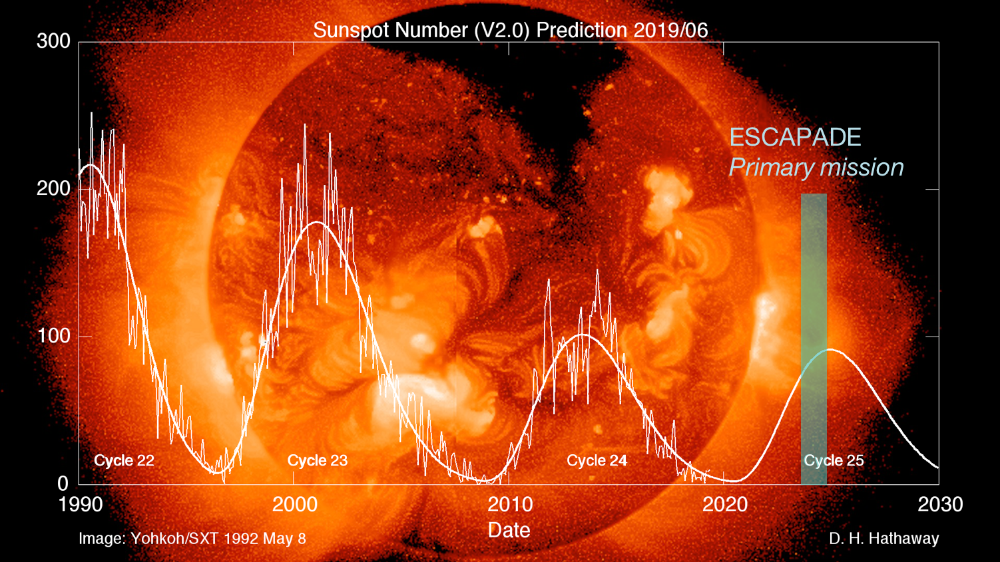 Sunspot Number (V2.0) Prediction 2019/06
300
200
100
0
ESCAPADE
Primary mission
Cycle 22
Cycle 23
Cycle 24
Cycle 25
1990
2000
2010
2020
2030
Date
Image: Yohkoh/SXT 1992 May 8
D. H. Hathaway